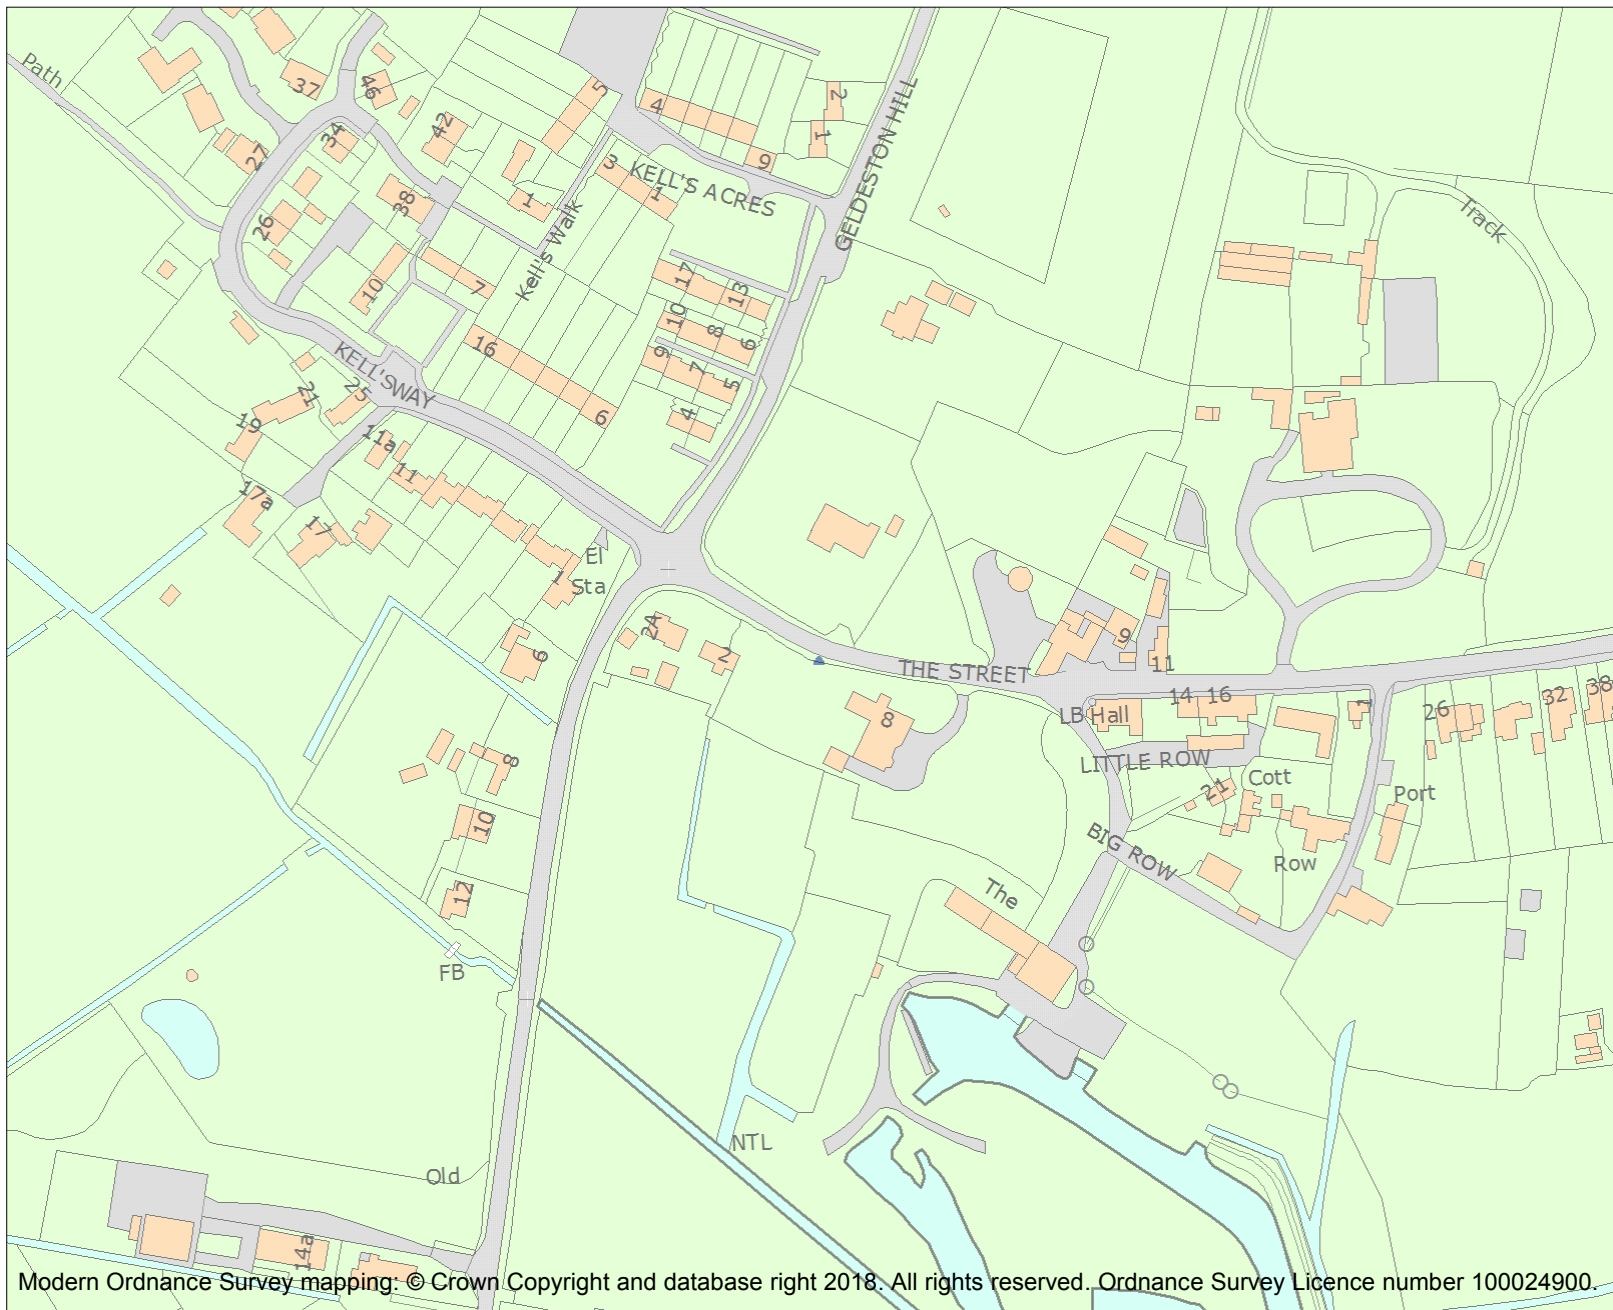 Path
37
46
5
4
2
42
34
1
27
9
3
KELL'S ACRES
1
38
1
GELDESTON HILL
26
Kell's Walk
Track
17
13
10
7
10
8
6
16
9
7
5
KELL'SWAY
21
25
4
6
19
11a
11
17a
17
El
Sta
1
2A
6
2
9
11
THE STREET
14
16
1
26
32
38
LB
Hall
8
8
LITTLE ROW
21
Cott
Port
10
BIG ROW
Row
The
12
FB
NTL
Old
14a
Modern Ordnance Survey mapping: © Crown Copyright and database right 2018. All rights reserved. Ordnance Survey Licence number 100024900.